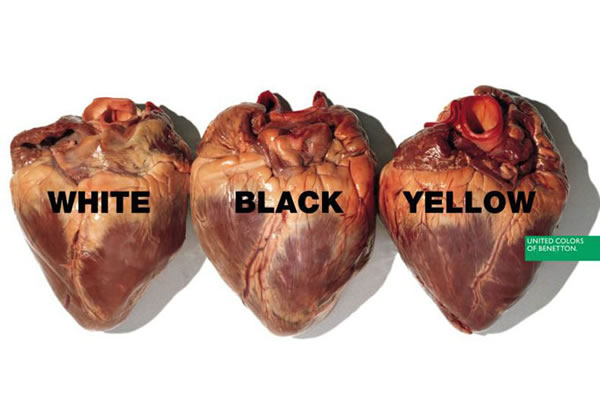 WHITE
BLACK
YELLOW
UNITED COLORS
OF BENETTON.